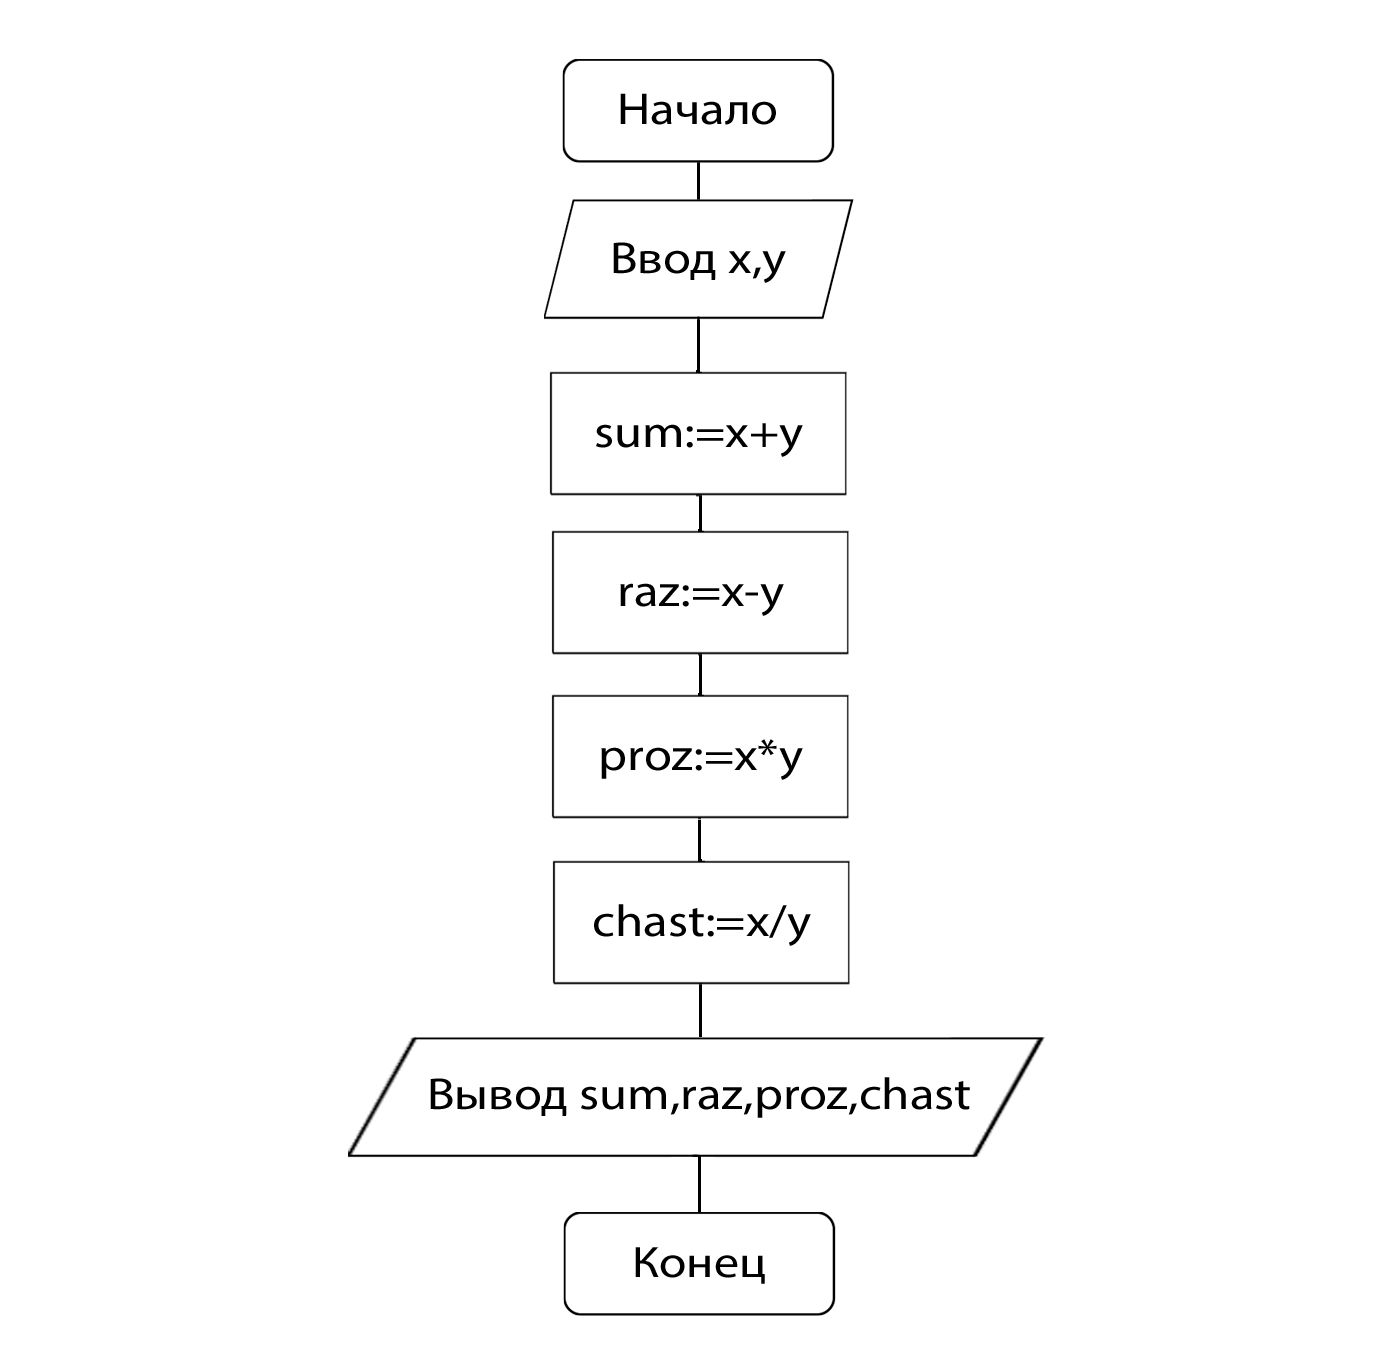 Начало
Ввод x,y
sum:=x+y
raz:=x-y
proz:=x*y
chast:=x/y
Вывод sum,raz,proz,chast
Конец